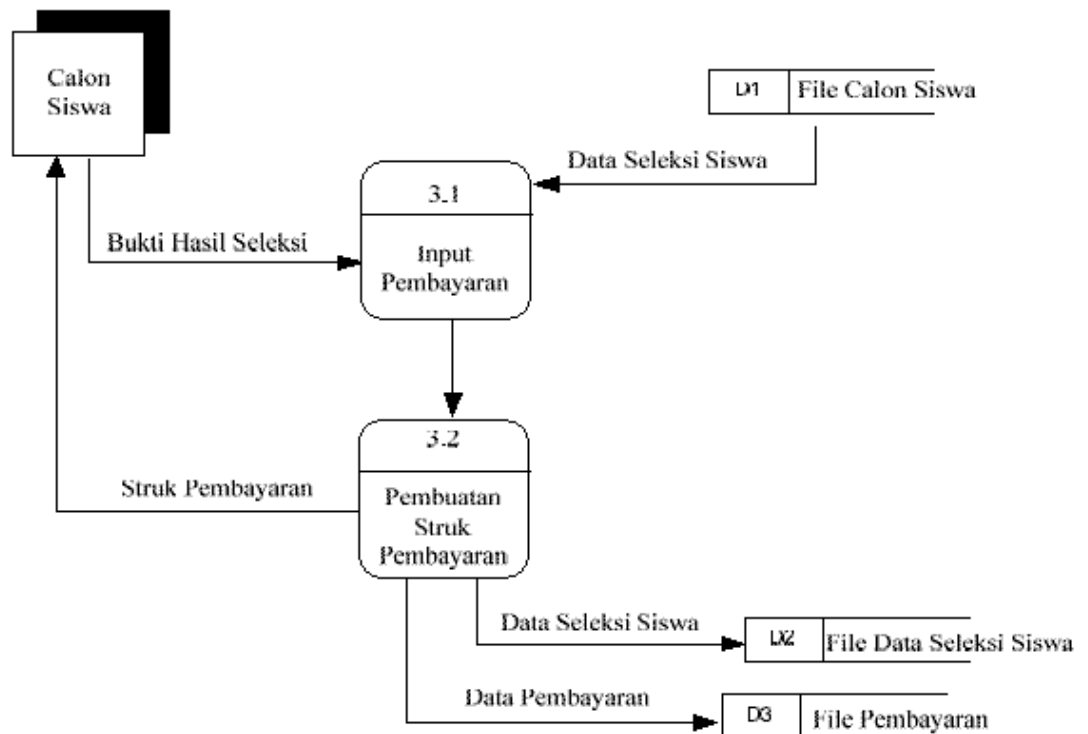 Calon
Siswa
D1 File Calon Siswa
Data Seleksi Siswa
3.1
Bukti Hasil Seleksi
Input
Pembayaran
3.2
Struk Pembayaran
Pembuatan
Struk
Pembayaran
Data Seleksi Siswa
D2 File Data Seleksi Siswa
Data Pembayaran
D3 File Pembayaran